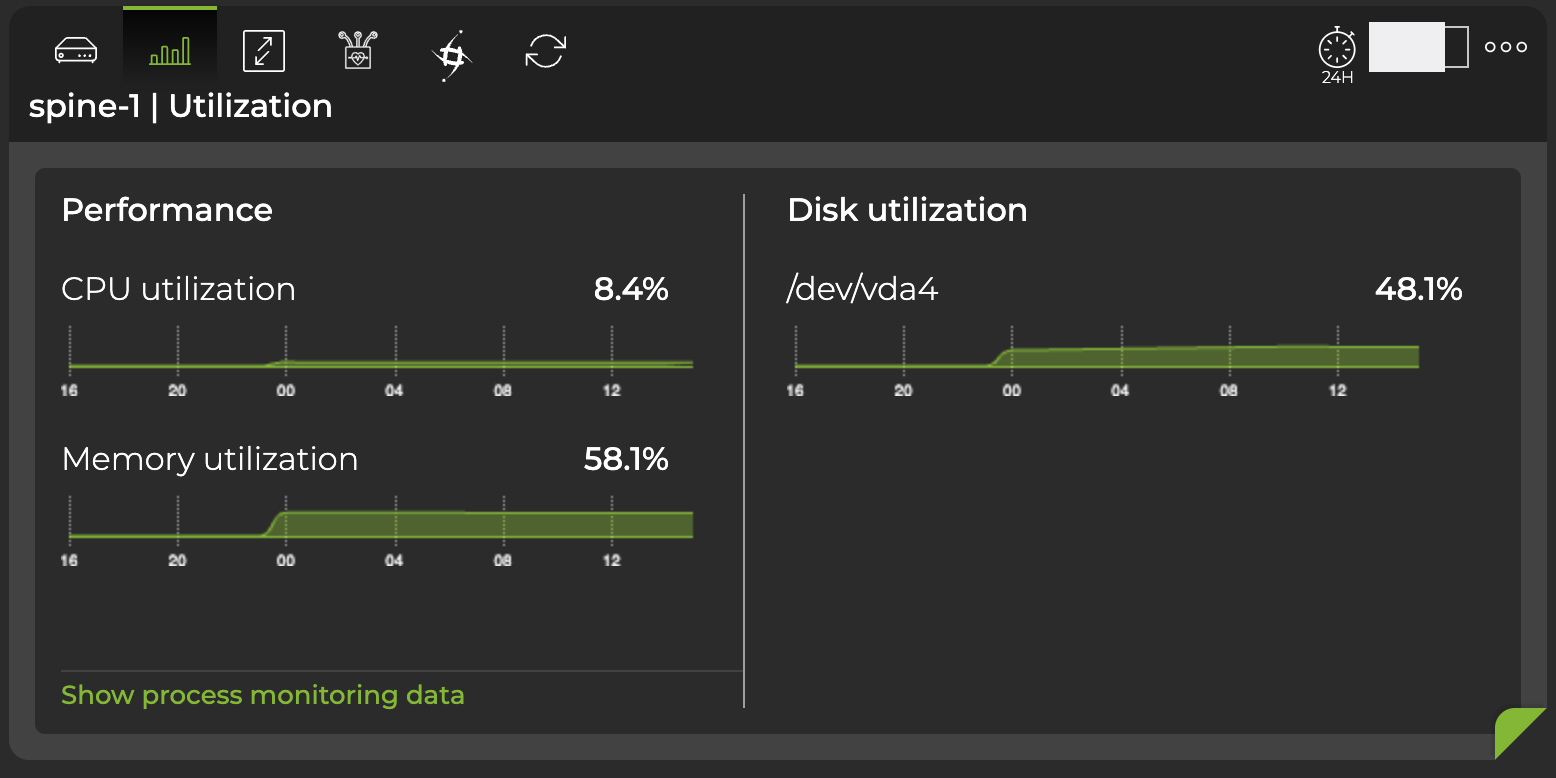 24H
spine-1 | Utilization
Performance
CPU utilization 8.4%
16 20 00 04 08 12
Memory utilization 58.1%
16 20 00 04 08 12
Show process monitoring data
Disk utilization
/dev/vda4 48.1%
16 20 00 04 08 12